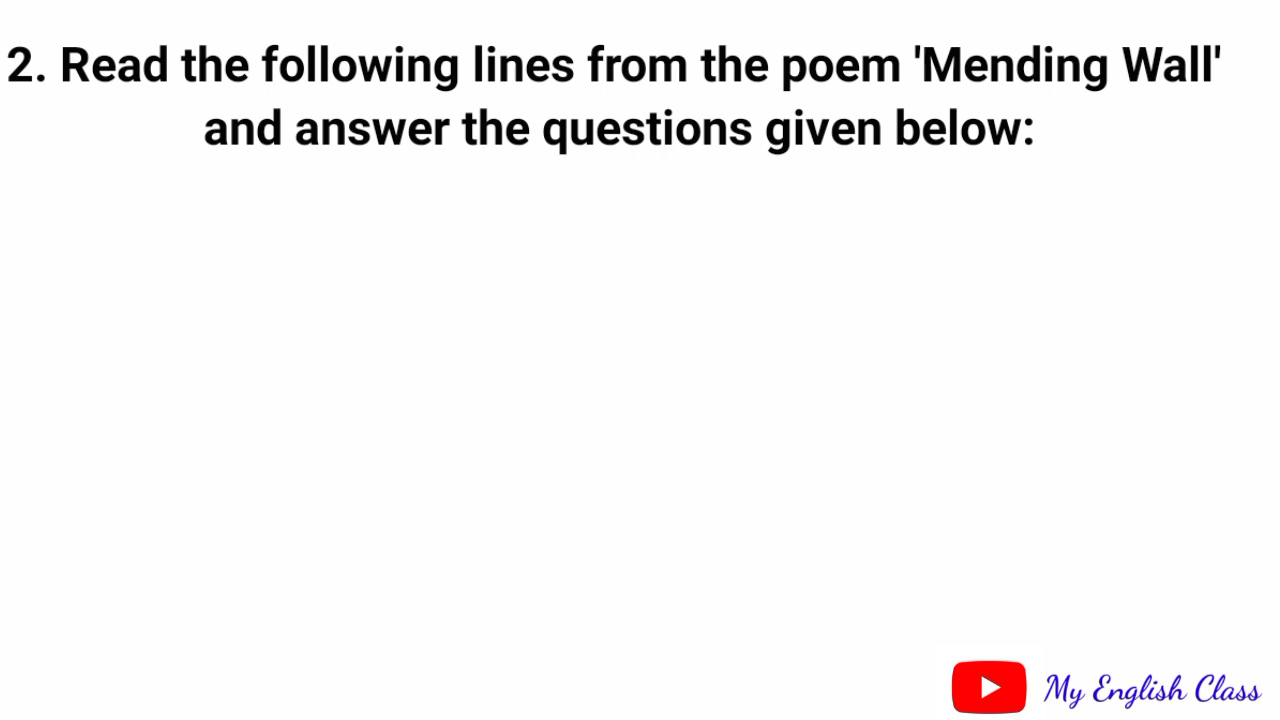 2. Read the following lines from the poem 'Mending Wall'
and answer the questions given below:
My English Class